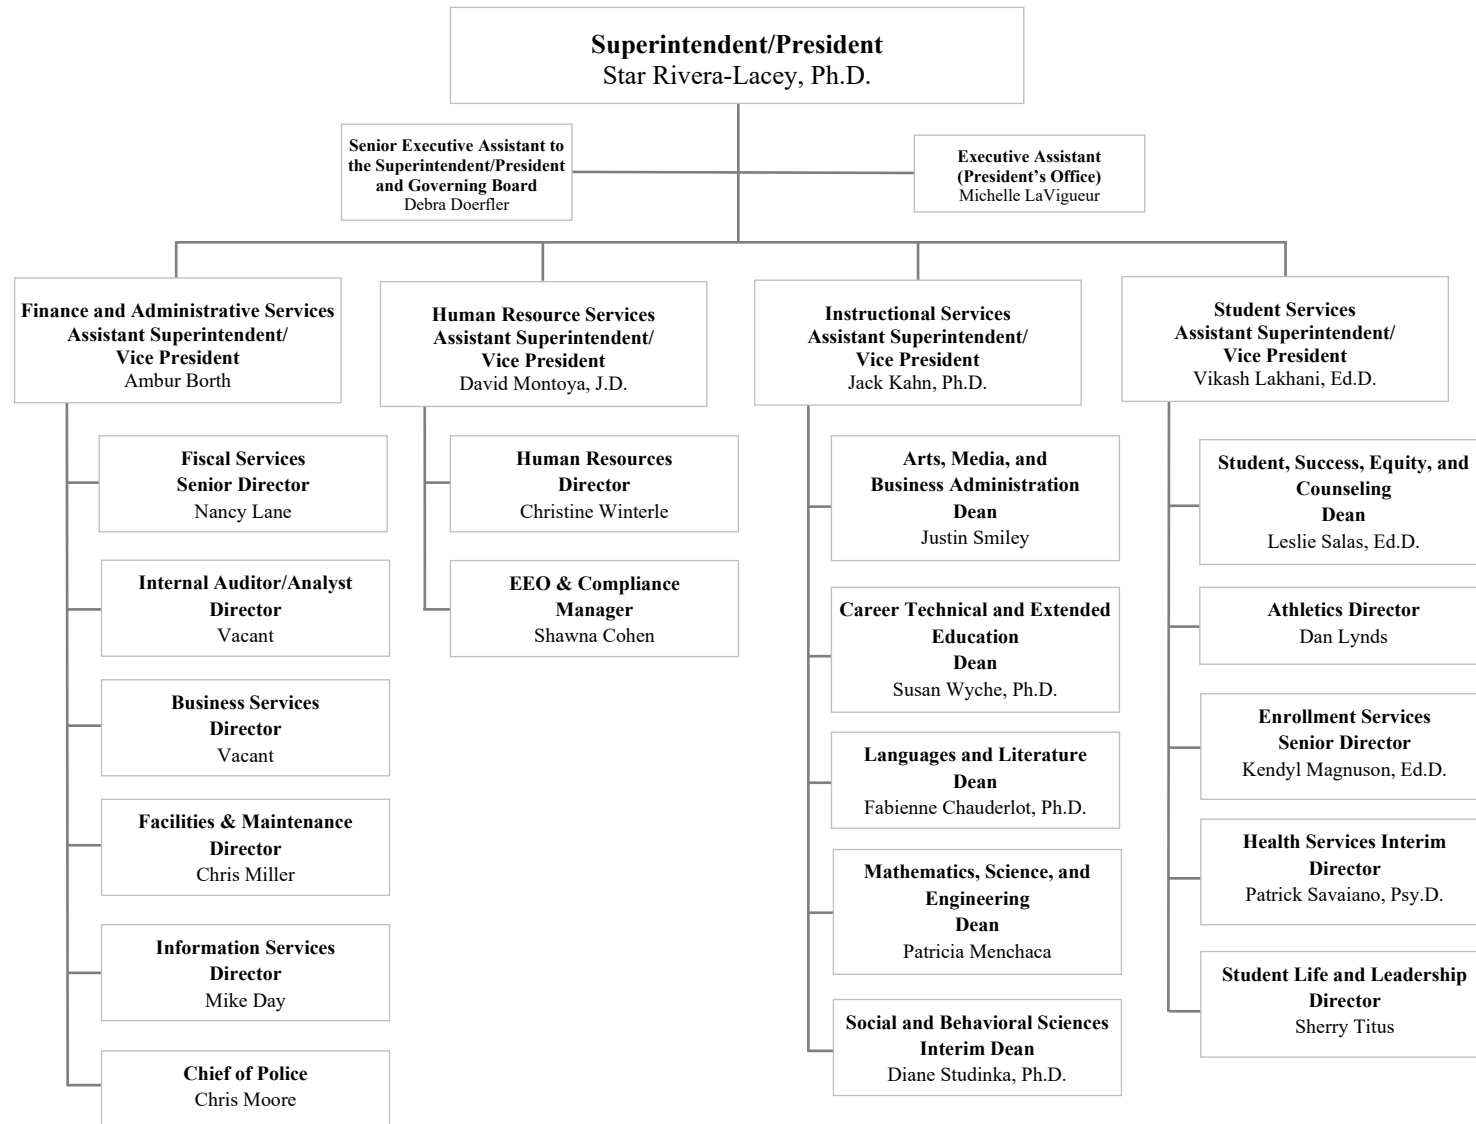 Superintendent/President
Star Rivera-Lacey, Ph.D.
Senior Executive Assistant to
the Superintendent/President
and Governing Board
Debra Doerfler
Executive Assistant
(President’s Office)
Michelle LaVigueur
Finance and Administrative Services
Assistant Superintendent/
Vice President
Ambur Borth
Human Resource Services
Assistant Superintendent/
Vice President
David Montoya, J.D.
Instructional Services
Assistant Superintendent/
Vice President
Jack Kahn, Ph.D.
Student Services
Assistant Superintendent/
Vice President
Vikash Lakhani, Ed.D.
Fiscal Services
Senior Director
Nancy Lane
Internal Auditor/Analyst
Director
Vacant
Business Services
Director
Vacant
Facilities & Maintenance
Director
Chris Miller
Information Services
Director
Mike Day
Chief of Police
Chris Moore
Human Resources
Director
Christine Winterle
EEO & Compliance
Manager
Shawna Cohen
Arts, Media, and
Business Administration
Dean
Justin Smiley
Career Technical and Extended
Education
Dean
Susan Wyche, Ph.D.
Languages and Literature
Dean
Fabienne Chauderlot, Ph.D.
Mathematics, Science, and
Engineering
Dean
Patricia Menchaca
Social and Behavioral Sciences
Interim Dean
Diane Studinka, Ph.D.
Student, Success, Equity, and
Counseling
Dean
Leslie Salas, Ed.D.
Athletics Director
Dan Lynds
Enrollment Services
Senior Director
Kendyl Magnuson, Ed.D.
Health Services Interim
Director
Patrick Savaiano, Psy.D.
Student Life and Leadership
Director
Sherry Titus